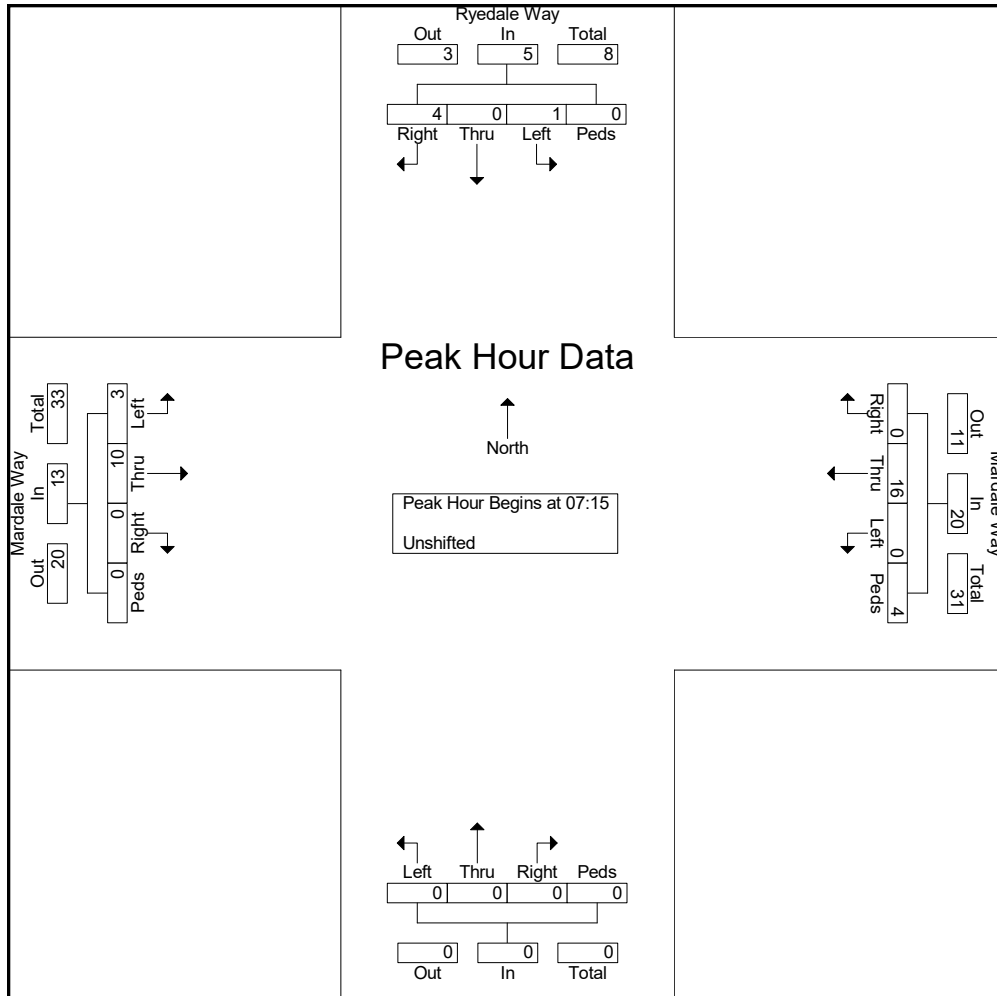 Ryedale Way
Out In Total
3 5 8
4 0 1 0
Right Thru Left Peds
Peak Hour Data
North
Peak Hour Begins at 07:15
Unshifted
Mardale Way
Total In Out
33 13 20
3 10 0 0
Left Thru Right Peds
Mardale Way
Out In Total
11 20 31
0 16 0 4
Right Thru Left Peds
Left Thru Right Peds
0 0 0 0
0 0 0
Out In Total